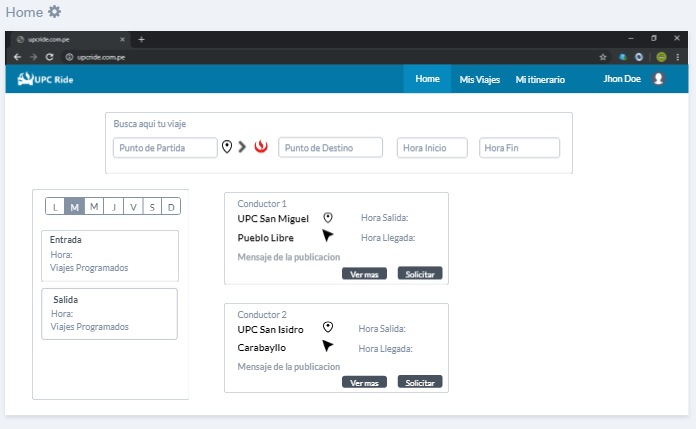 Home
upcride.com.pe
upcride.com.pe
UPC Ride
Home Mis Viajes Mi itinerario Jhon Doe
Busca aqui tu viaje
Punto de Partida Punto de Destino Hora Inicio Hora Fin
L M M J V S D
Entrada
Hora:
Viajes Programados
Salida
Hora:
Viajes Programados
Conductor 1
UPC San Miguel Hora Salida:
Pueblo Libre Hora Llegada:
Mensaje de la publicacion
Ver mas Solicitar
Conductor 2
UPC San Isidro Hora Salida:
Carabayllo Hora Llegada:
Mensaje de la publicacion
Ver mas Solicitar